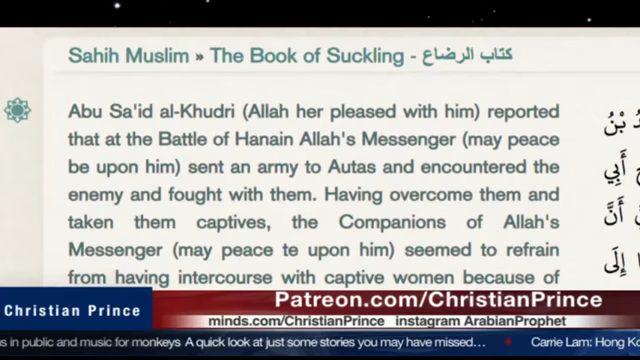 Sahih Muslim » The Book of Suckling - كتاب الرضاع
Abu Sa'id al-Khudri (Allah her pleased with him) reported
that at the Battle of Hanain Allah's Messenger (may peace
be upon him) sent an army to Autas and encountered the
enemy and fought with them. Having overcome them and
taken them captives, the Companions of Allah's
Messenger (may peace te upon him) seemed to refrain
from having intercourse with captive women because of
أَبِي
أَنَّ
إِلَى
Christian Prince
Patreon.com/ChristianPrince
minds.com/ChristianPrince instagram ArabianProphet
s in public and music for monkeys A quick look at just some stories you may have missed… Carrie Lam: Hong